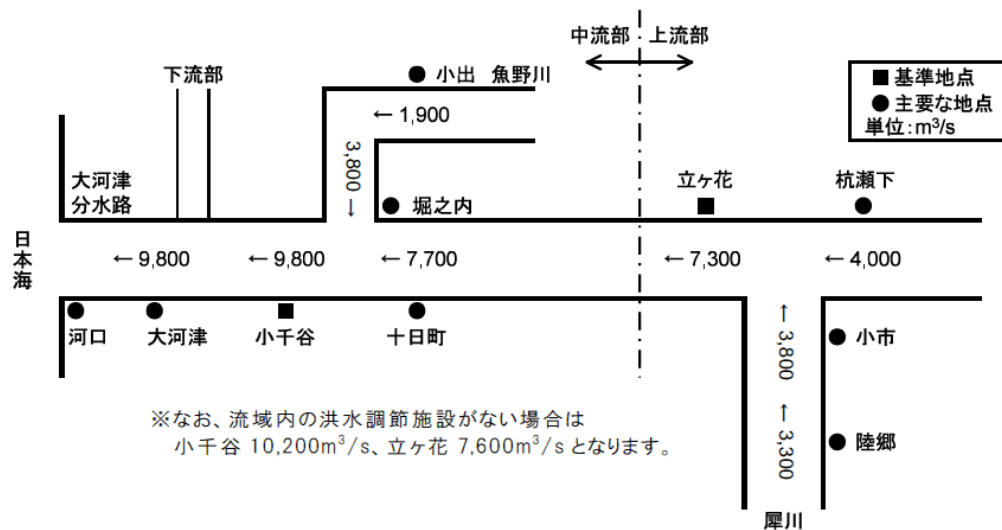 中流部 上流部
下流部
小出 魚野川
■ 基準地点
● 主要な地点
単位：m³/s
← 1,900
3,800 →
大河津
分水路
堀之内
立ヶ花
杭瀬下
日本海
← 9,800
← 9,800
← 7,700
← 7,300
← 4,000
河口
大河津
小千谷
十日町
← 3,800
小市
← 3,300
陸郷
犀川
※なお、流域内の洪水調節施設がない場合は
小千谷 10,200m³/s、立ヶ花 7,600m³/s となります。